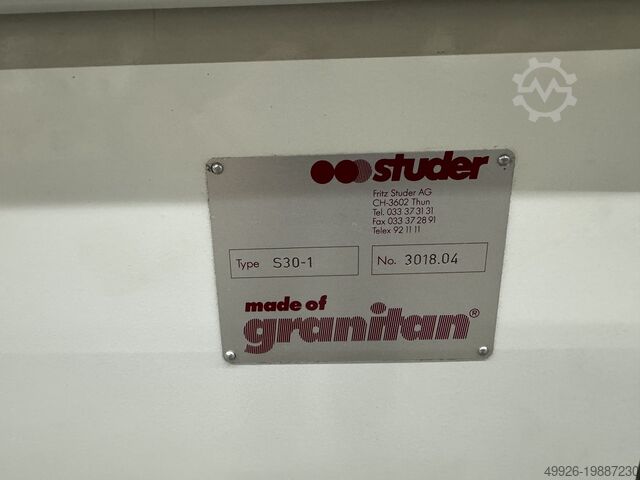 studer
Fritz Studer AG
CH-3602 Thun
Tel. 033 37 31 31
Fax 033 37 28 91
Telex 92 11 11
Type S30-1
No. 3018.04
made of
granitan®
49926-19887230